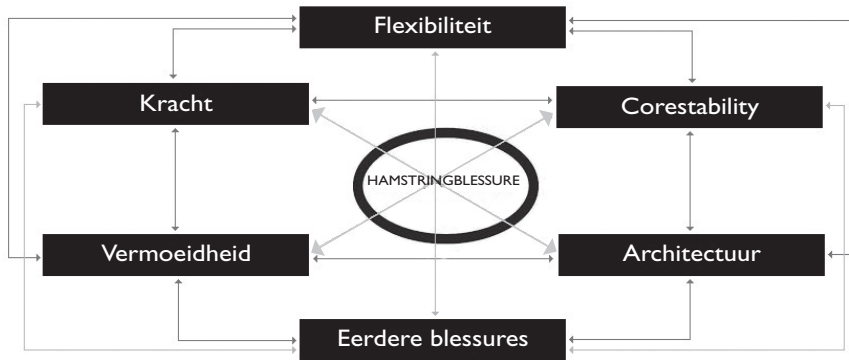 Flexibiliteit
Kracht
Corestability
HAMSTRINGBLESSURE
Vermoeidheid
Architectuur
Eerdere blessures